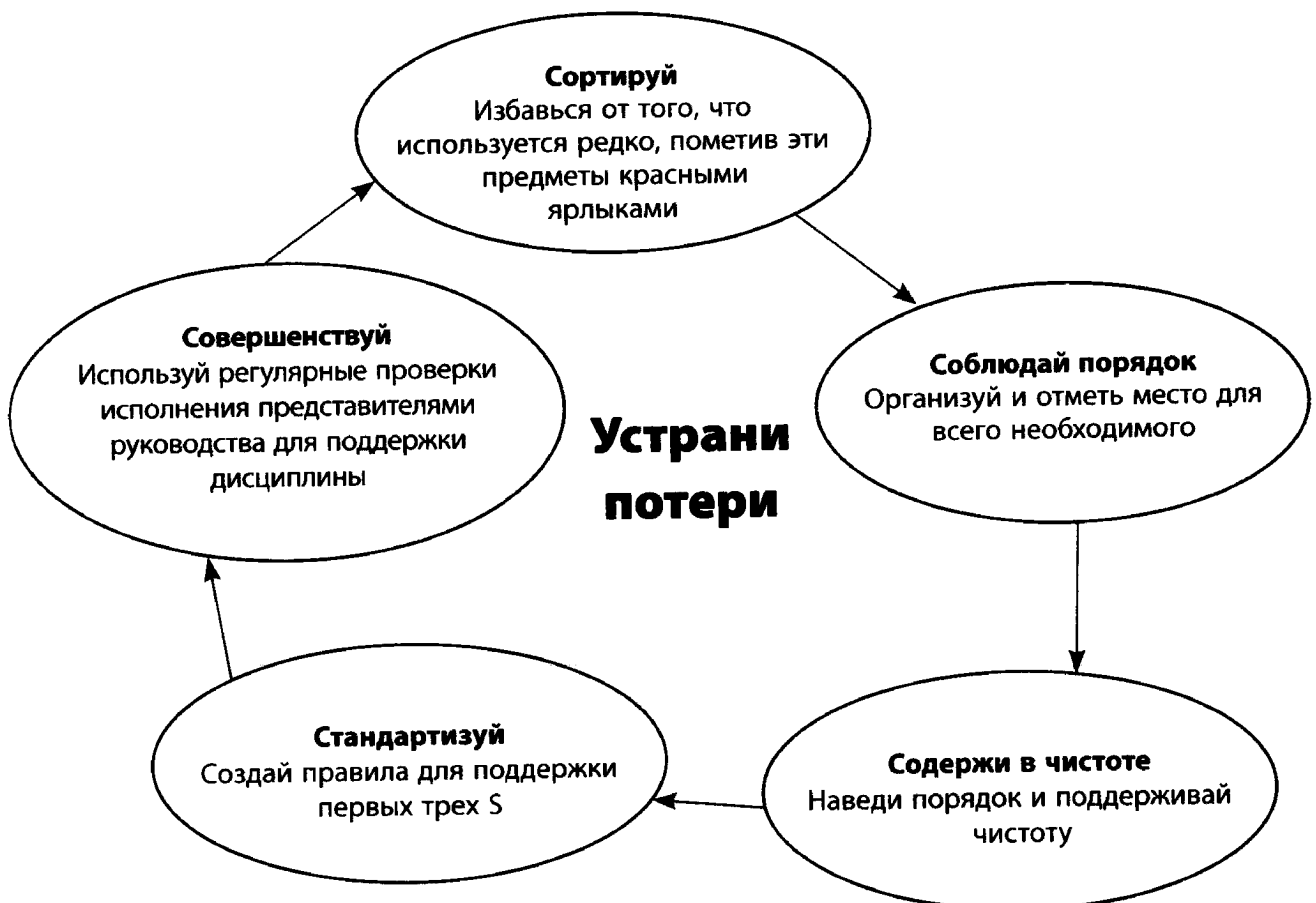 Сортируй
Избавься от того, что
используется редко, пометив эти
предметы красными
ярлыками
Соблюдай порядок
Организуй и отметь место для
всего необходимого
Содержи в чистоте
Наведи порядок и поддерживай
чистоту
Стандартизуй
Создай правила для поддержки
первых трех S
Совершенствуй
Используй регулярные проверки
исполнения представителями
руководства для поддержки
дисциплины
Устрани
потери